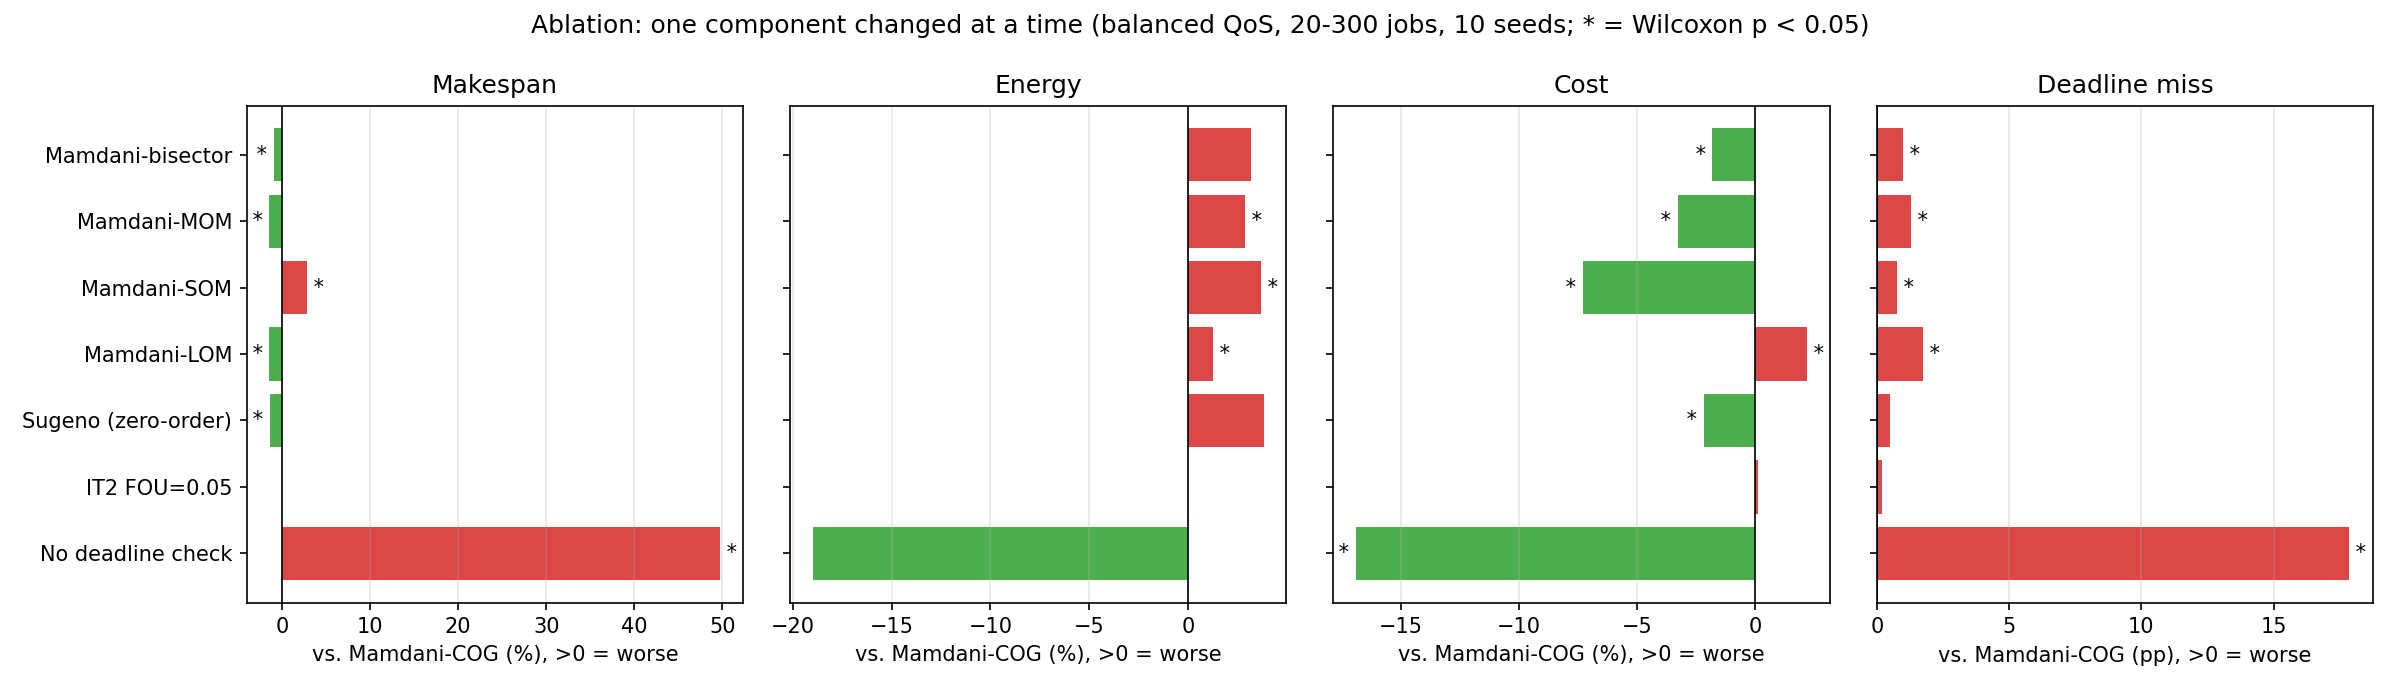 Ablation: one component changed at a time (balanced QoS, 20-300 jobs, 10 seeds; * = Wilcoxon p < 0.05)
Makespan
Energy
Cost
Deadline miss
Mamdani-bisector
* * *
Mamdani-MOM
* * * *
Mamdani-SOM
* * * *
Mamdani-LOM
* * * *
Sugeno (zero-order)
* *
IT2 FOU=0.05
No deadline check
* * *
0 10 20 30 40 50
−20 −15 −10 −5 0
−15 −10 −5 0
0 5 10 15
vs. Mamdani-COG (%), >0 = worse
vs. Mamdani-COG (%), >0 = worse
vs. Mamdani-COG (%), >0 = worse
vs. Mamdani-COG (pp), >0 = worse